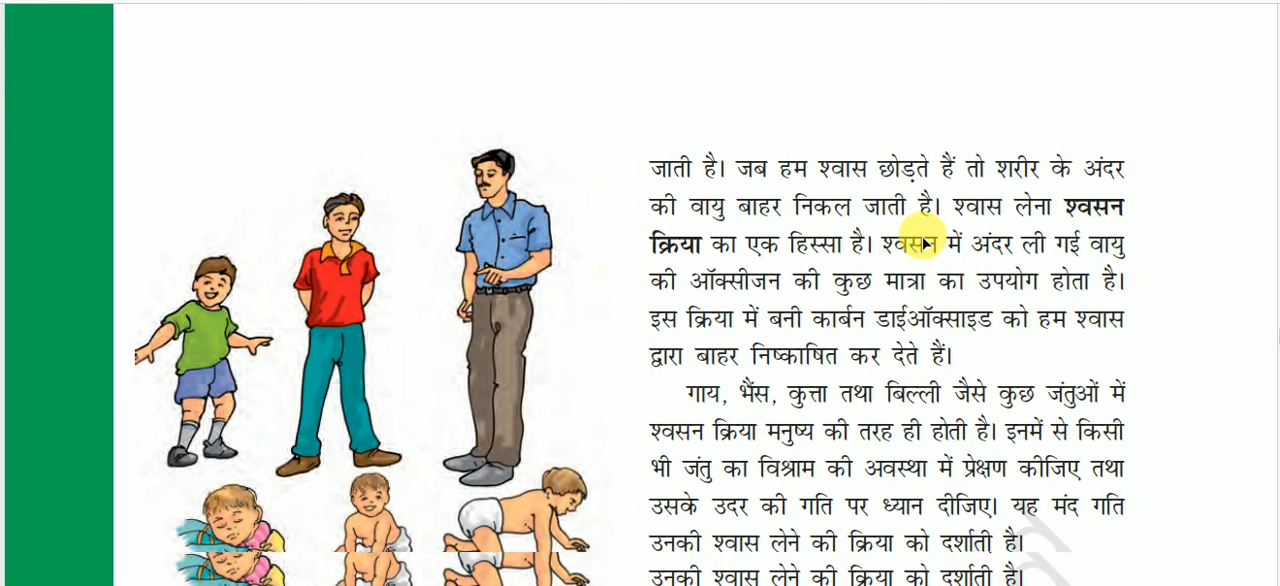 जाती है। जब हम श्वास छोड़ते हैं तो शरीर के अंदर
की वायु बाहर निकल जाती है। श्वास लेना श्वसन
क्रिया का एक हिस्सा है। श्वसन में अंदर ली गई वायु
की ऑक्सीजन की कुछ मात्रा का उपयोग होता है।
इस क्रिया में बनी कार्बन डाईऑक्साइड को हम श्वास
द्वारा बाहर निष्काषित कर देते हैं।
गाय, भैंस, कुत्ता तथा बिल्ली जैसे कुछ जंतुओं में
श्वसन क्रिया मनुष्य की तरह ही होती है। इनमें से किसी
भी जंतु का विश्राम की अवस्था में प्रेक्षण कीजिए तथा
उसके उदर की गति पर ध्यान दीजिए। यह मंद गति
उनकी श्वास लेने की क्रिया को दर्शाती है।
उनकी श्वास लेने की क्रिया को दर्शाती है।